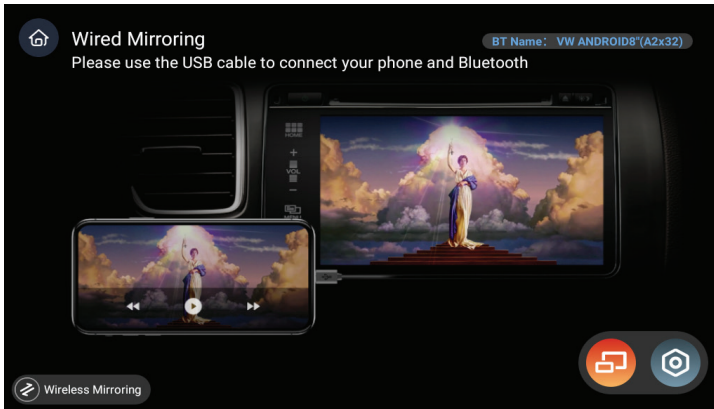 Wired Mirroring
BT Name： VW ANDROID8"(A2x32)
Please use the USB cable to connect your phone and Bluetooth
HOME
+
VOL
−
MENU
Wireless Mirroring